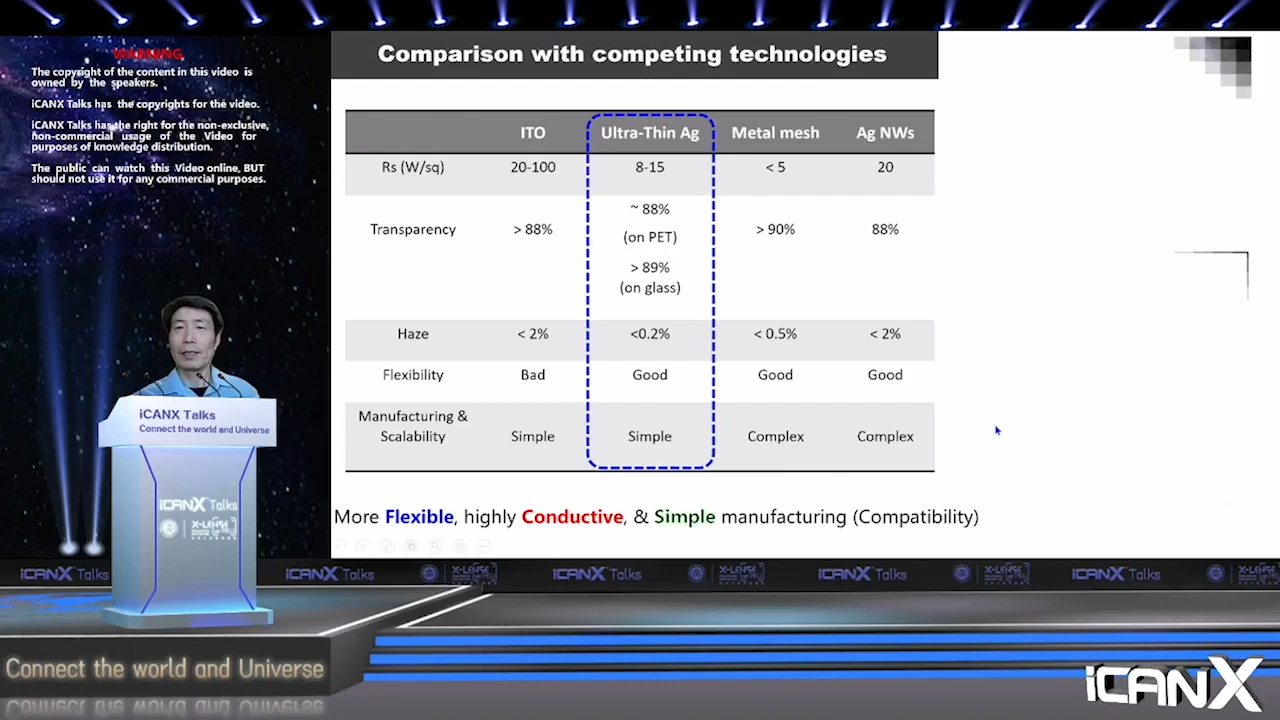 WARNING
The copyright of the content in this video is
owned by the speakers.
iCANX Talks has the copyrights for the video.
iCANX Talks has the right for the non-exclusive,
non-commercial usage of the Video for
purposes of knowledge distribution.
The public can watch this Video online, BUT
should not use it for any commercial purposes.
Comparison with competing technologies
ITO Ultra-Thin Ag Metal mesh Ag NWs
Rs (W/sq) 20-100 8-15 < 5 20
Transparency > 88% ~ 88% (on PET) > 89% (on glass) > 90% 88%
Haze < 2% <0.2% < 0.5% < 2%
Flexibility Bad Good Good Good
Manufacturing & Scalability Simple Simple Complex Complex
More Flexible, highly Conductive, & Simple manufacturing (Compatibility)
iCANX Talks
Connect the world and Universe
iCANX Talks
X-LENSE
iCANX Talks X-LENSE iCANX Talks X-LENSE iCANX Talks X-LENSE iCANX Talks X-LENSE iCANX Talks X-LENSE
Connect the world and Universe
iCANX